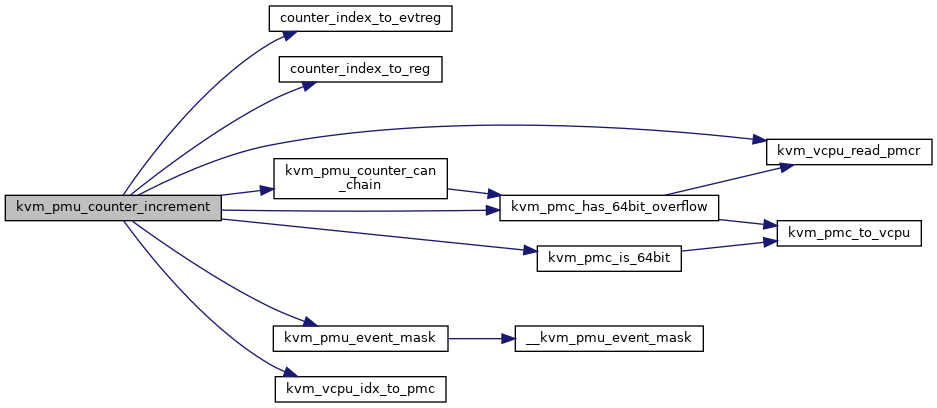 counter_index_to_evtreg
counter_index_to_reg
kvm_vcpu_read_pmcr
kvm_pmu_counter_can
_chain
kvm_pmu_counter_increment
kvm_pmc_has_64bit_overflow
kvm_pmc_to_vcpu
kvm_pmc_is_64bit
kvm_pmu_event_mask
__kvm_pmu_event_mask
kvm_vcpu_idx_to_pmc